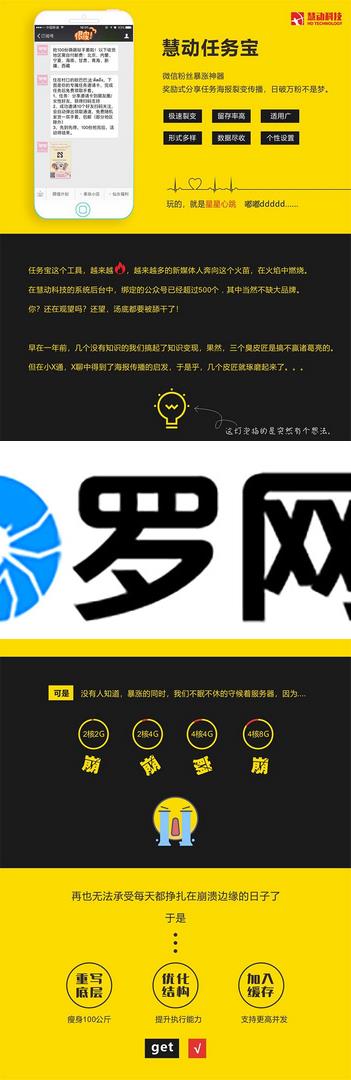 慧动科技
HD TECHNOLOGY
慧动任务宝
微信粉丝暴涨神器
奖励式分享任务海报裂变传播，日破万粉不是梦。
极速裂变 留存率高 适用广
形式多样 数据尽收 个性设置
玩的，就是星星心跳 嘟嘟ddddd......
任务宝这个工具，越来越，越来越多的新媒体人奔向这个火苗，在火焰中燃烧。
在慧动科技的系统后台中，绑定的公众号已经超过500个，其中当然不缺大品牌。
你？还在观望吗？还望，汤底都要被舔干了！
早在一年前，几个没有知识的我们搞起了知识变现，果然，三个臭皮匠是搞不赢诸葛亮的。
但在小X通，X聊中得到了海报传播的启发，于是乎，几个皮匠就琢磨起来了。。。
这灯泡指的是突然有个想法。
罗网
可是 没有人知道，暴涨的同时，我们不眠不休的守候着服务器，因为....
2核2G 2核4G 4核4G 4核8G
崩 崩 崩
再也无法承受每天都挣扎在崩溃边缘的日子了
于是
重写底层 优化结构 加入缓存
瘦身100公斤 提升执行能力 支持更高并发
get √